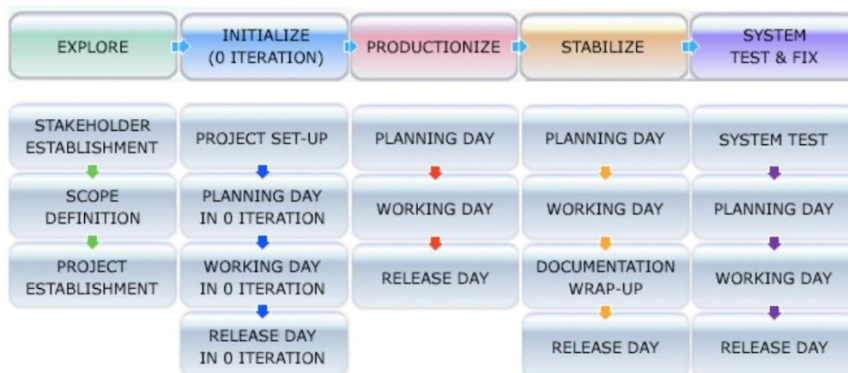 EXPLORE
INITIALIZE
(0 ITERATION)
PRODUCTIONIZE
STABILIZE
SYSTEM
TEST & FIX
STAKEHOLDER
ESTABLISHMENT
SCOPE
DEFINITION
PROJECT
ESTABLISHMENT
PROJECT SET-UP
PLANNING DAY
IN 0 ITERATION
WORKING DAY
IN 0 ITERATION
RELEASE DAY
IN 0 ITERATION
PLANNING DAY
WORKING DAY
RELEASE DAY
PLANNING DAY
WORKING DAY
DOCUMENTATION
WRAP-UP
RELEASE DAY
SYSTEM TEST
PLANNING DAY
WORKING DAY
RELEASE DAY